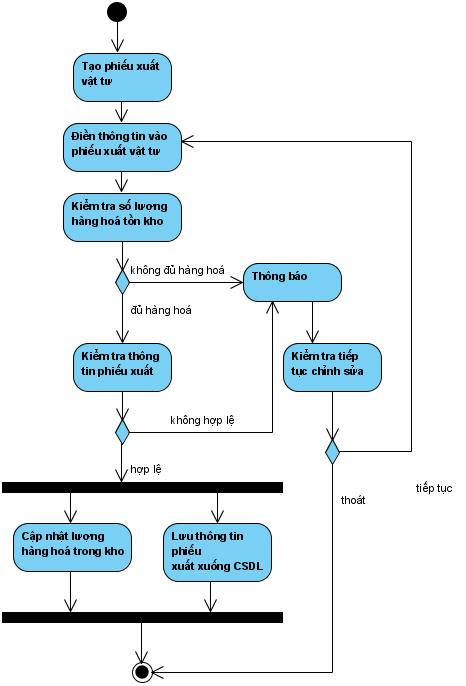 Tạo phiếu xuất
vật tư
Điền thông tin vào
phiếu xuất vật tư
Kiểm tra số lượng
hàng hoá tồn kho
không đủ hàng hoá
Thông báo
đủ hàng hoá
Kiểm tra thông
tin phiếu xuất
Kiểm tra tiếp
tục chỉnh sửa
không hợp lệ
hợp lệ
tiếp tục
thoát
Cập nhật lượng
hàng hoá trong kho
Lưu thông tin
phiếu
xuất xuống CSDL